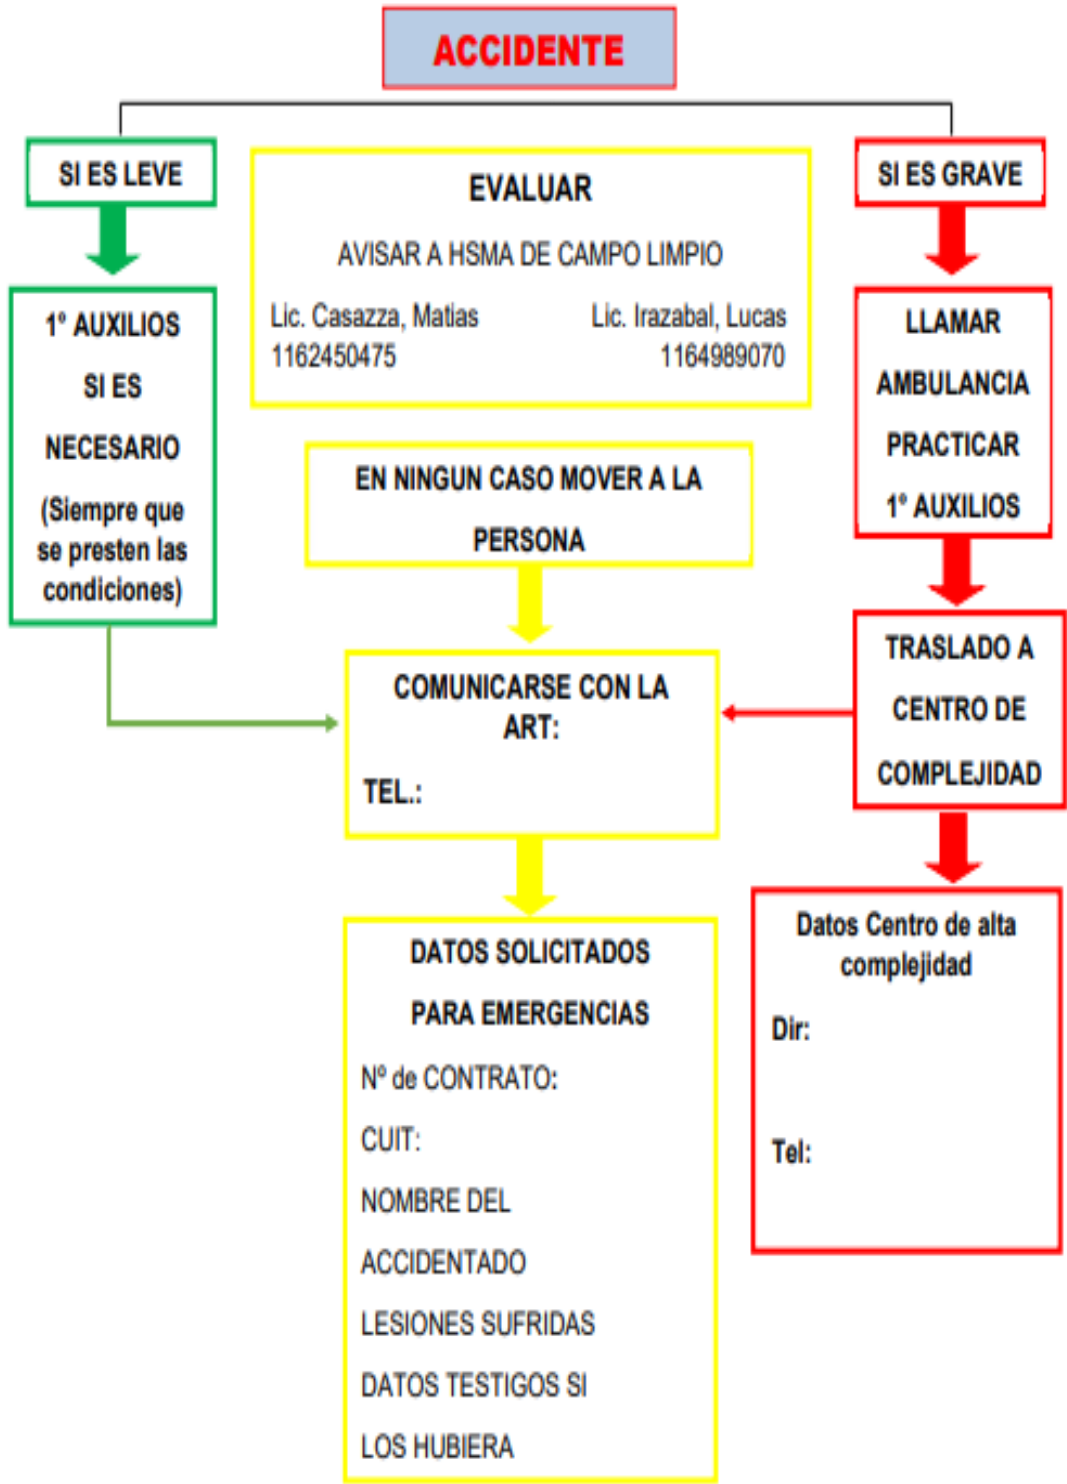 ACCIDENTE
SI ES LEVE
EVALUAR
AVISAR A HSMA DE CAMPO LIMPIO
Lic. Casazza, Matias
1162450475
Lic. Irazabal, Lucas
1164989070
SI ES GRAVE
1° AUXILIOS
SI ES
NECESARIO
(Siempre que
se presten las
condiciones)
LLAMAR
AMBULANCIA
PRACTICAR
1° AUXILIOS
EN NINGUN CASO MOVER A LA
PERSONA
COMUNICARSE CON LA
ART:
TEL.:
TRASLADO A
CENTRO DE
COMPLEJIDAD
DATOS SOLICITADOS
PARA EMERGENCIAS
Nº de CONTRATO:
CUIT:
NOMBRE DEL
ACCIDENTADO
LESIONES SUFRIDAS
DATOS TESTIGOS SI
LOS HUBIERA
Datos Centro de alta
complejidad
Dir:
Tel: